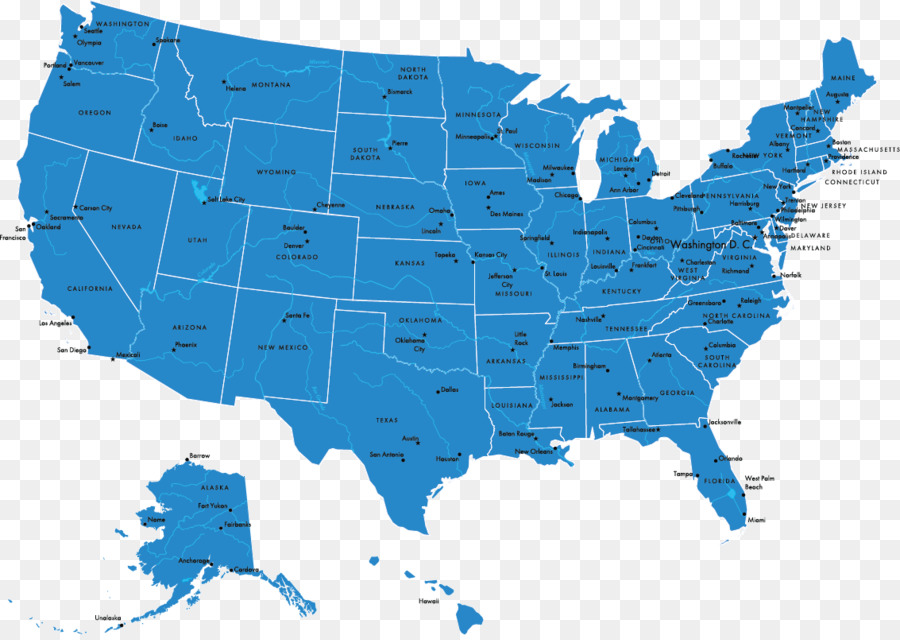 WASHINGTON
Seattle
Olympia
Spokane
Portland
Vancouver
Salem
OREGON
Boise
IDAHO
Helena
MONTANA
NORTH
DAKOTA
Bismarck
SOUTH
DAKOTA
Pierre
WYOMING
Cheyenne
MINNESOTA
Minneapolis
St. Paul
WISCONSIN
Milwaukee
Madison
MICHIGAN
Lansing
Ann Arbor
Detroit
IOWA
Ames
Des Moines
Chicago
NEBRASKA
Omaha
Lincoln
Carson City
Sacramento
San
Francisco
Oakland
NEVADA
Salt Lake City
UTAH
Boulder
Denver
COLORADO
KANSAS
Topeka
Kansas City
Jefferson
City
MISSOURI
St. Louis
Springfield
ILLINOIS
Indianapolis
INDIANA
Columbus
Dayton
OHIO
Cincinnati
Cleveland
Louisville
Frankfort
KENTUCKY
CALIFORNIA
Los Angeles
San Diego
Mexicali
ARIZONA
Phoenix
Santa Fe
NEW MEXICO
OKLAHOMA
Oklahoma
City
Little
Rock
ARKANSAS
Memphis
Nashville
TENNESSEE
TEXAS
Dallas
Austin
San Antonio
Houston
LOUISIANA
Baton Rouge
New Orleans
MISSISSIPPI
Jackson
Birmingham
Montgomery
ALABAMA
Atlanta
GEORGIA
Tallahassee
Jacksonville
Orlando
Tampa
FLORIDA
West Palm
Beach
Miami
Columbia
SOUTH
CAROLINA
Greensboro
Raleigh
NORTH CAROLINA
Charlotte
Norfolk
VIRGINIA
Richmond
Charleston
WEST
VIRGINIA
Washington D. C.
Annapolis
Baltimore
MARYLAND
DELAWARE
Dover
Wilmington
Philadelphia
NEW JERSEY
Trenton
New York
PENNSYLVANIA
Harrisburg
Pittsburg
Buffalo
Rochester
NEW YORK
Albany
Hartford
CONNECTICUT
RHODE ISLAND
Providence
MASSACHUSETTS
Boston
VERMONT
Montpelier
NEW
HAMPSHIRE
Concord
MAINE
Augusta
Barrow
ALASKA
Fort Yukon
Nome
Fairbanks
Anchorage
Cordova
Unalaska
Hawaii